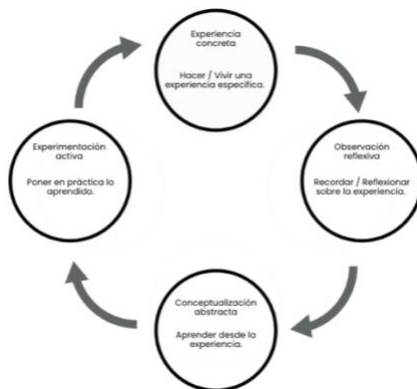 Experiencia
concreta
Hacer / Vivir una
experiencia específica.
Observación
reflexiva
Recordar / Reflexionar
sobre la experiencia.
Conceptualización
abstracta
Aprender desde la
experiencia.
Experimentación
activa
Poner en práctica lo
aprendido.